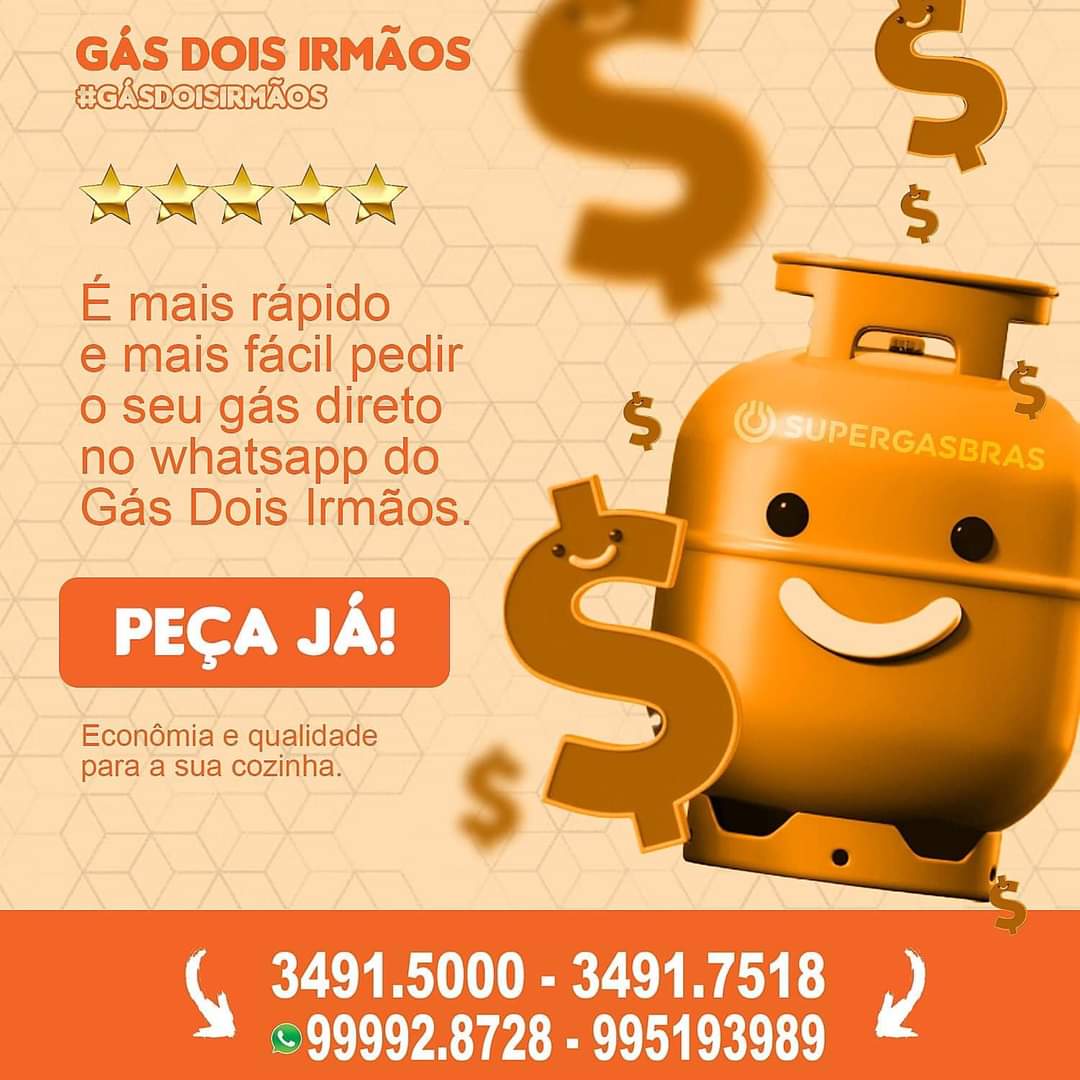 GÁS DOIS IRMÃOS
#GÁSDOISIRMÃOS
É mais rápido
e mais fácil pedir
o seu gás direto
no whatsapp do
Gás Dois Irmãos.
SUPERGASBRAS
PEÇA JÁ!
Econômia e qualidade
para a sua cozinha.
3491.5000 - 3491.7518
99992.8728 - 995193989